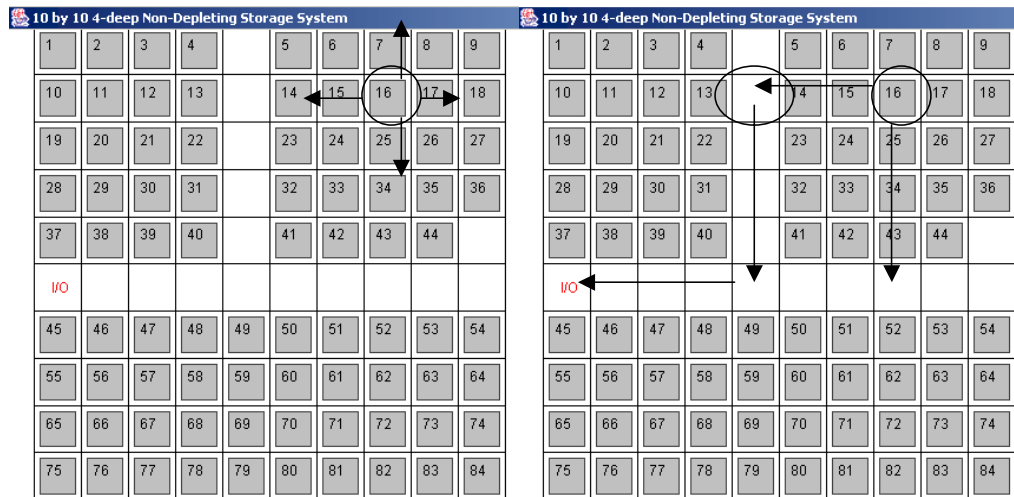 10 by 10 4-deep Non-Depleting Storage System
1 2 3 4 5 6 7 8 9
10 11 12 13 14 15 16 17 18
19 20 21 22 23 24 25 26 27
28 29 30 31 32 33 34 35 36
37 38 39 40 41 42 43 44
I/O
45 46 47 48 49 50 51 52 53 54
55 56 57 58 59 60 61 62 63 64
65 66 67 68 69 70 71 72 73 74
75 76 77 78 79 80 81 82 83 84
10 by 10 4-deep Non-Depleting Storage System
1 2 3 4 5 6 7 8 9
10 11 12 13 14 15 16 17 18
19 20 21 22 23 24 25 26 27
28 29 30 31 32 33 34 35 36
37 38 39 40 41 42 43 44
I/O
45 46 47 48 49 50 51 52 53 54
55 56 57 58 59 60 61 62 63 64
65 66 67 68 69 70 71 72 73 74
75 76 77 78 79 80 81 82 83 84